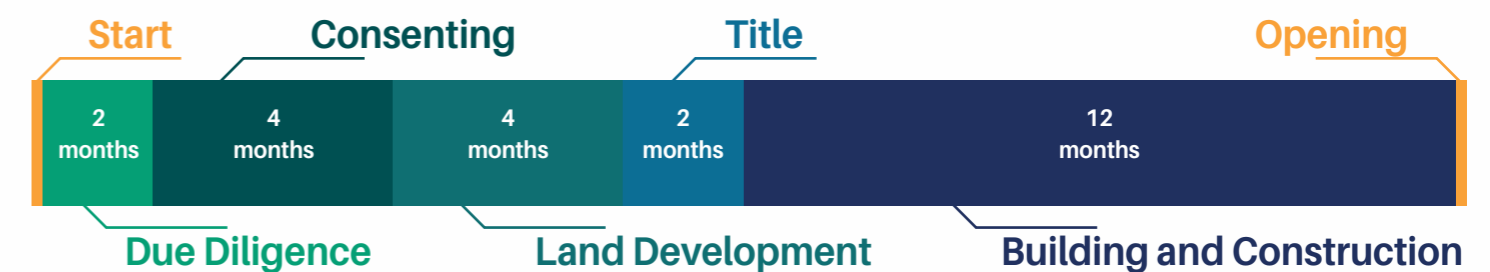 Start
Consenting
Title
Opening
2
months
4
months
4
months
2
months
12
months
Due Diligence
Land Development
Building and Construction